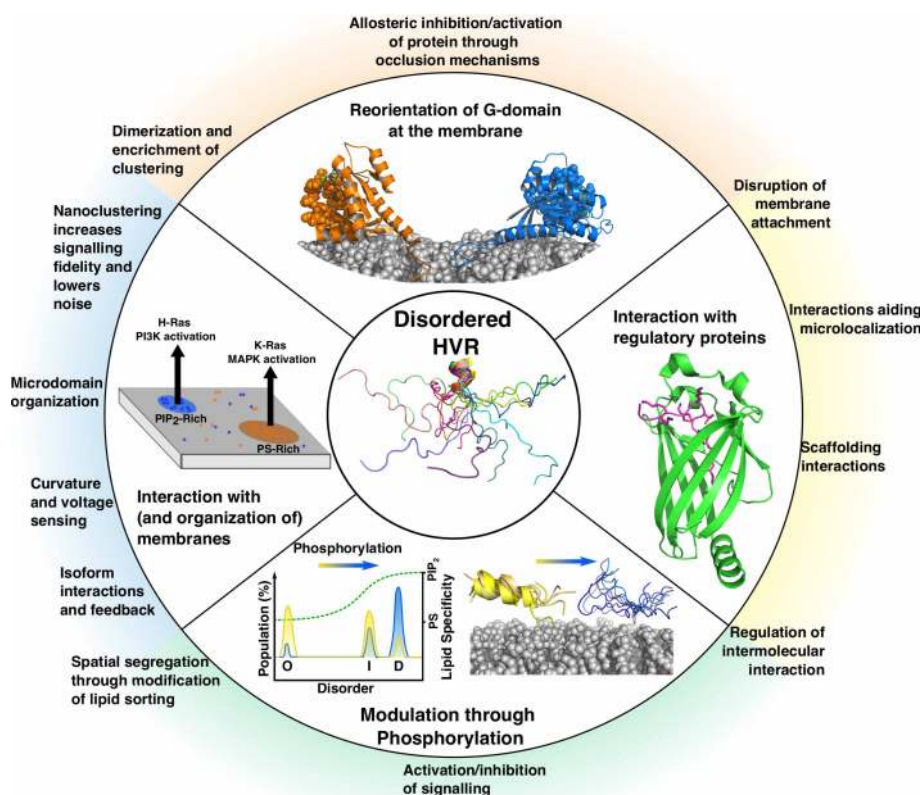 Allosteric inhibition/activation
of protein through
occlusion mechanisms
Reorientation of G-domain
at the membrane
Dimerization and
encrichment of
clustering
Disruption of
membrane
attachment
Nanoclustering
increases
signalling
fidelity and
lowers
noise
H-Ras
PI3K activation
K-Ras
MAPK activation
PIP2-Rich
PS-Rich
Disordered
HVR
Interaction with
regulatory proteins
Interactions aiding
microlocalization
Microdomain
organization
Scaffolding
interactions
Curvature
and voltage
sensing
Interaction with
(and organization of)
membranes
Isoform
interactions
and feedback
Phosphorylation
Population (%)
O
I
D
Disorder
PS
PIP2
Lipid Specificity
Regulation of
intermolecular
interaction
Spatial segregation
through modification
of lipid sorting
Modulation through
Phosphorylation
Activation/inhibition
of signalling